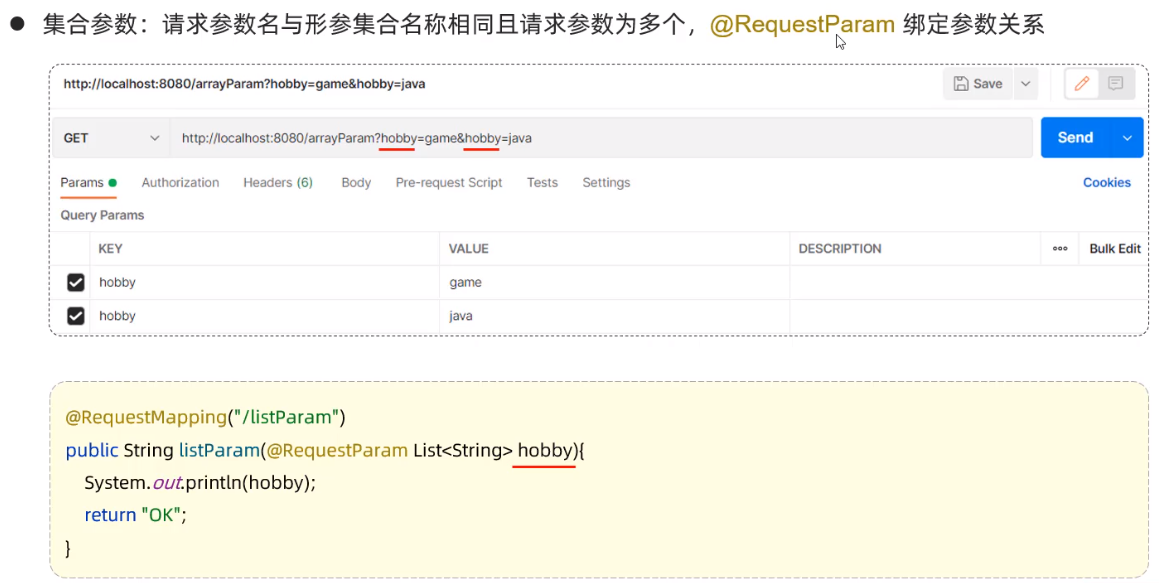 ● 集合参数：请求参数名与形参集合名称相同且请求参数为多个，@RequestParam 绑定参数关系
http://localhost:8080/arrayParam?hobby=game&hobby=java Save
GET http://localhost:8080/arrayParam?hobby=game&hobby=java Send
Params Authorization Headers (6) Body Pre-request Script Tests Settings Cookies
Query Params
KEY VALUE DESCRIPTION ooo Bulk Edit
hobby game
hobby java
@RequestMapping("/listParam")
public String listParam(@RequestParam List<String> hobby){
System.out.println(hobby);
return "OK";
}